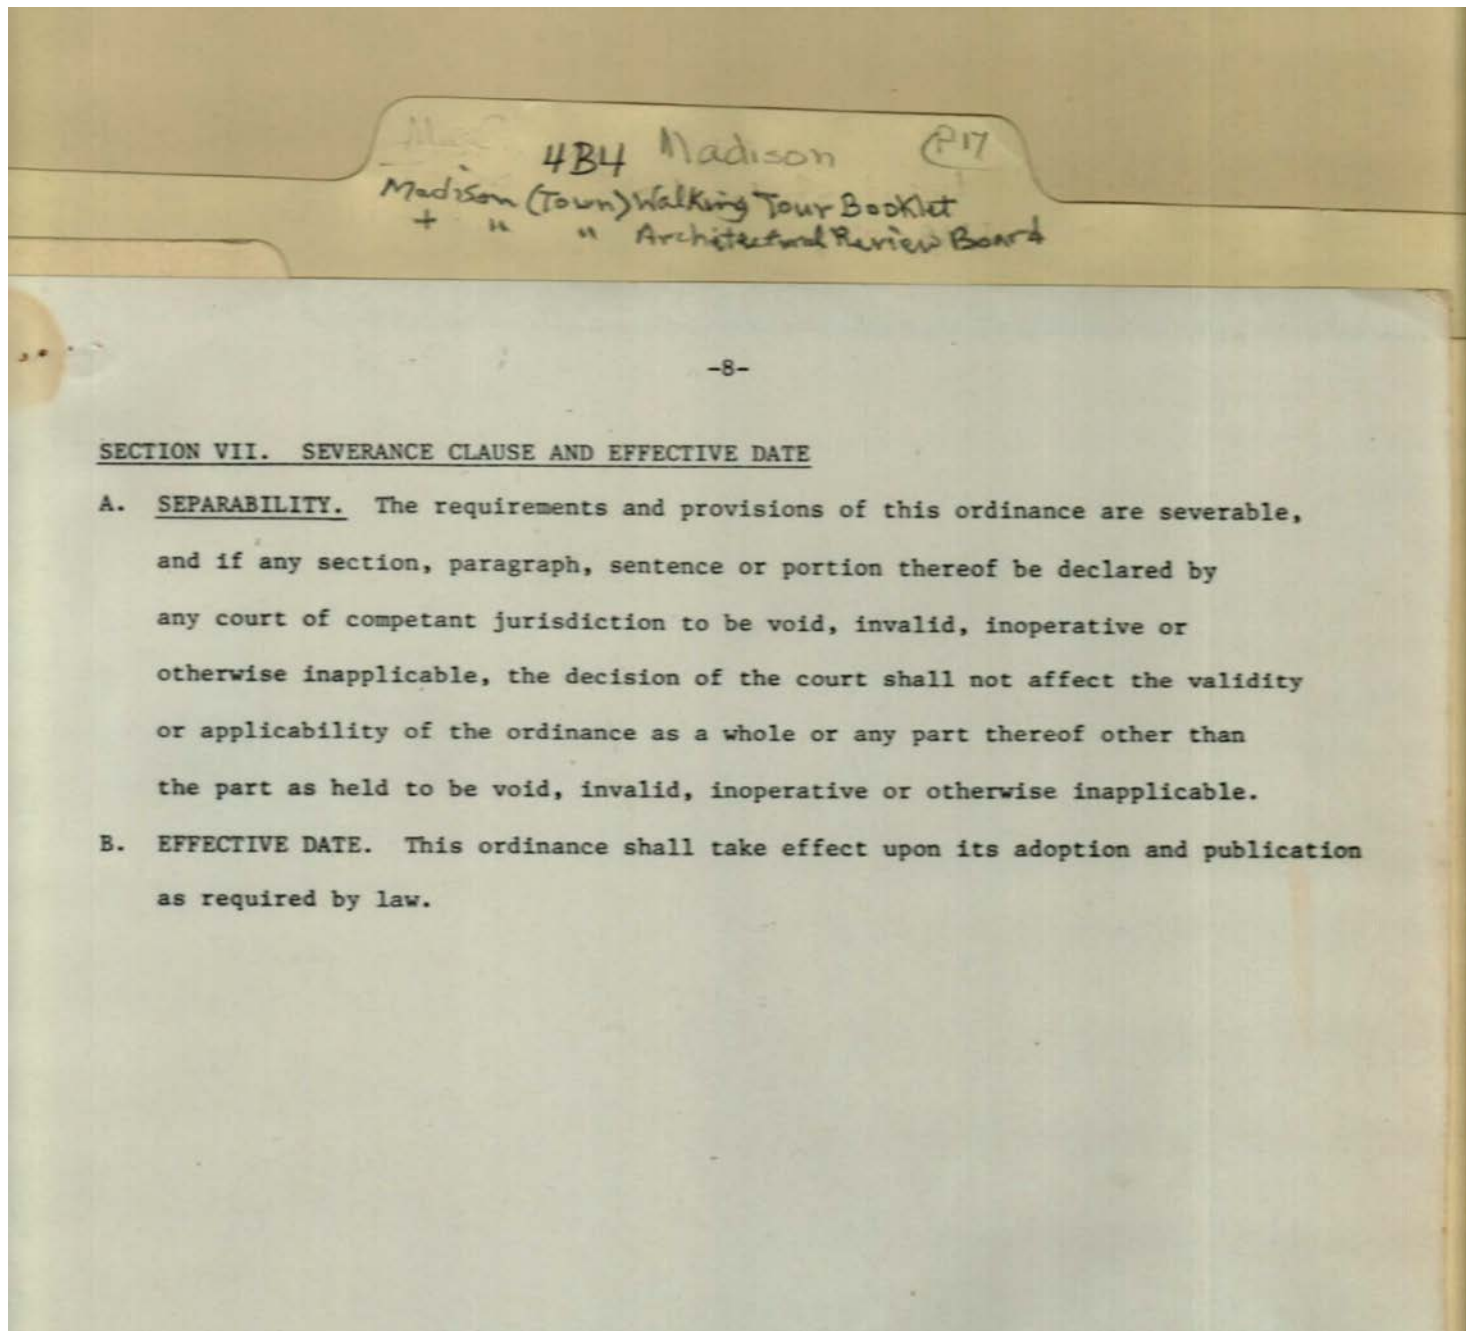 4B4 Madison P17
Madison (Town) Walking Tour Booklet
+ " " Architectural Review Board
-8-
SECTION VII. SEVERANCE CLAUSE AND EFFECTIVE DATE
A. SEPARABILITY. The requirements and provisions of this ordinance are severable,
and if any section, paragraph, sentence or portion thereof be declared by
any court of competant jurisdiction to be void, invalid, inoperative or
otherwise inapplicable, the decision of the court shall not affect the validity
or applicability of the ordinance as a whole or any part thereof other than
the part as held to be void, invalid, inoperative or otherwise inapplicable.
B. EFFECTIVE DATE. This ordinance shall take effect upon its adoption and publication
as required by law.